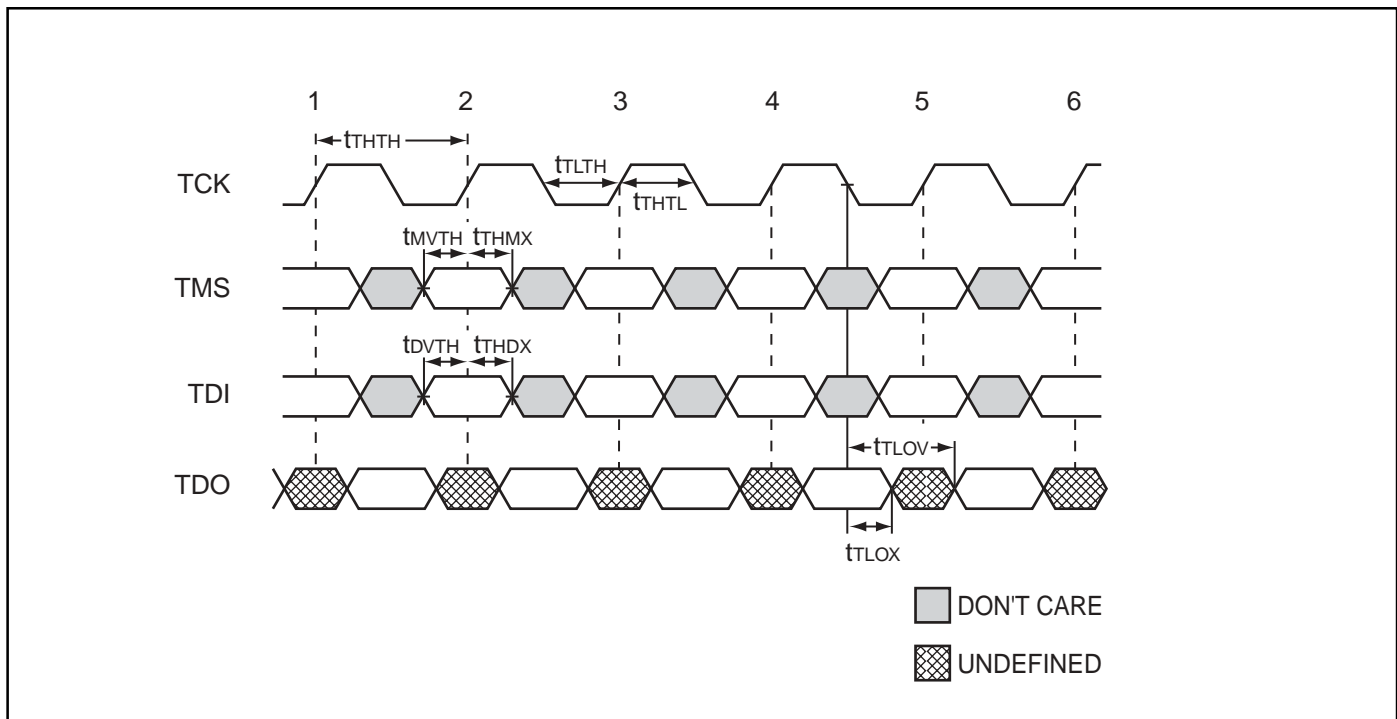 1 2 3 4 5 6
tTHTH
TCK
tTLTH
tTHTL
tMVTH tTHMX
TMS
tDVTH tTHDX
TDI
tTLOV
TDO
tTLOX
DON'T CARE
UNDEFINED